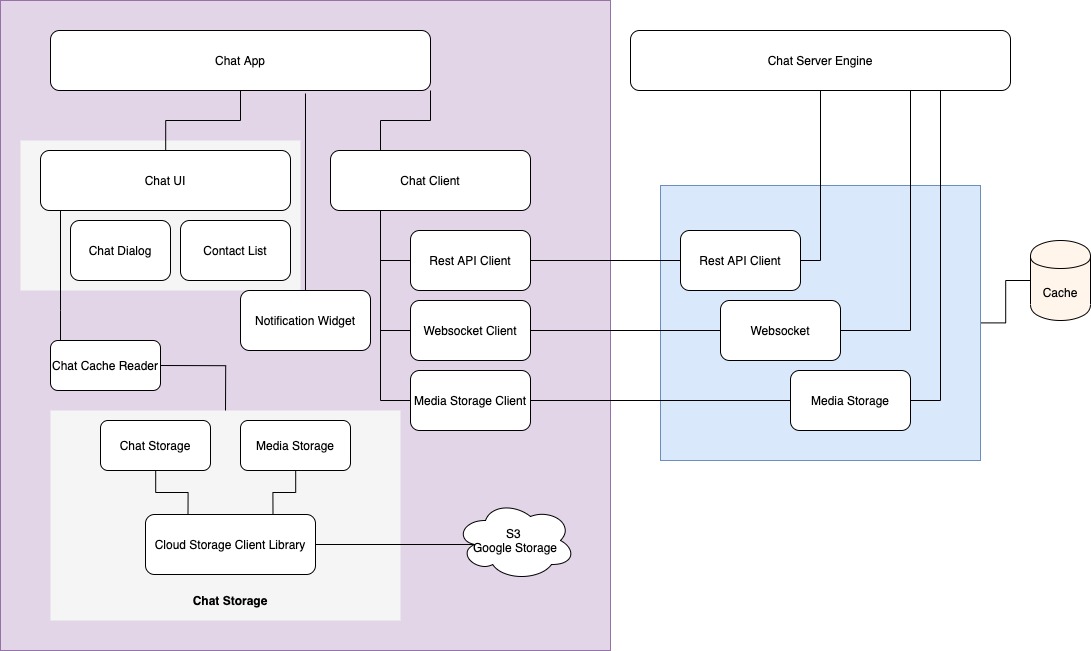 Chat App
Chat Server Engine
Chat UI
Chat Client
Chat Dialog
Contact List
Rest API Client
Rest API Client
Cache
Notification Widget
Websocket Client
Websocket
Chat Cache Reader
Media Storage Client
Media Storage
Chat Storage
Media Storage
S3
Google Storage
Cloud Storage Client Library
Chat Storage